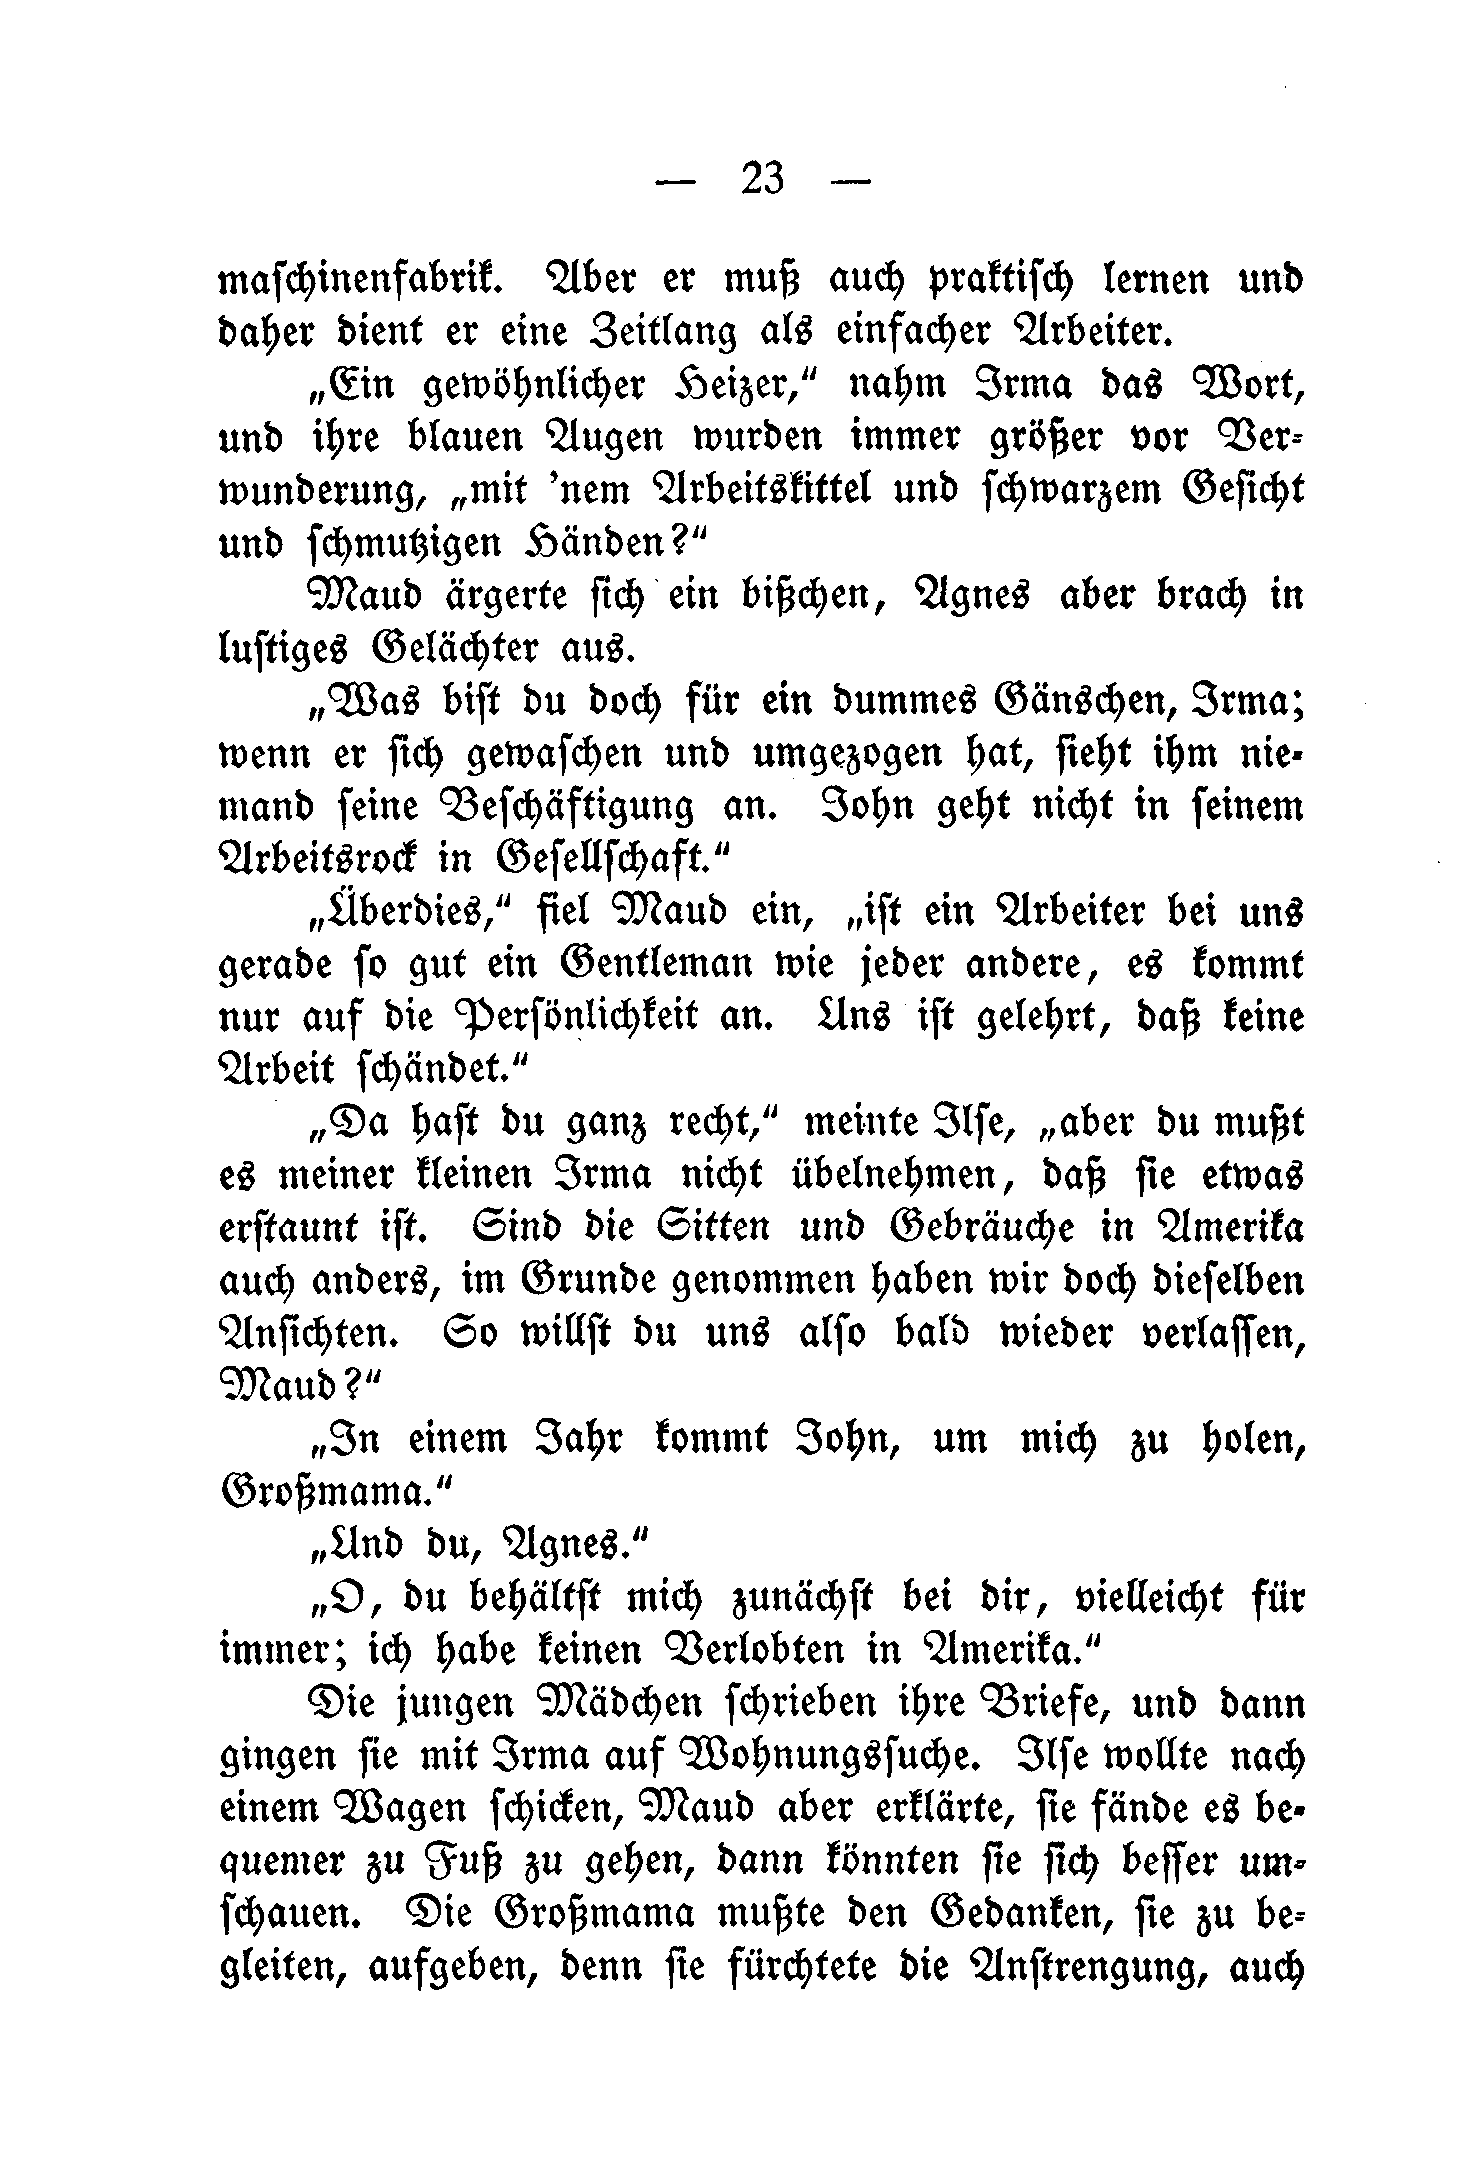 — 23 —
maschinenfabrik. Aber er muß auch praktisch lernen und
daher dient er eine Zeitlang als einfacher Arbeiter.
„Ein gewöhnlicher Heizer,“ nahm Irma das Wort,
und ihre blauen Augen wurden immer größer vor Ver-
wunderung, „mit 'nem Arbeitskittel und schwarzem Gesicht
und schmutzigen Händen?“
Maud ärgerte sich ein bißchen, Agnes aber brach in
lustiges Gelächter aus.
„Was bist du doch für ein dummes Gänschen, Irma;
wenn er sich gewaschen und umgezogen hat, sieht ihm nie-
mand seine Beschäftigung an. John geht nicht in seinem
Arbeitsrock in Gesellschaft.“
„Überdies,“ fiel Maud ein, „ist ein Arbeiter bei uns
gerade so gut ein Gentleman wie jeder andere, es kommt
nur auf die Persönlichkeit an. Uns ist gelehrt, daß keine
Arbeit schändet.“
„Da hast du ganz recht,“ meinte Ilse, „aber du mußt
es meiner kleinen Irma nicht übelnehmen, daß sie etwas
erstaunt ist. Sind die Sitten und Gebräuche in Amerika
auch anders, im Grunde genommen haben wir doch dieselben
Ansichten. So willst du uns also bald wieder verlassen,
Maud?“
„In einem Jahr kommt John, um mich zu holen,
Großmama.“
„Und du, Agnes.“
„O, du behältst mich zunächst bei dir, vielleicht für
immer; ich habe keinen Verlobten in Amerika.“
Die jungen Mädchen schrieben ihre Briefe, und dann
gingen sie mit Irma auf Wohnungssuche. Ilse wollte nach
einem Wagen schicken, Maud aber erklärte, sie fände es be-
quemer zu Fuß zu gehen, dann könnten sie sich besser um-
schauen. Die Großmama mußte den Gedanken, sie zu be-
gleiten, aufgeben, denn sie fürchtete die Anstrengung, auch